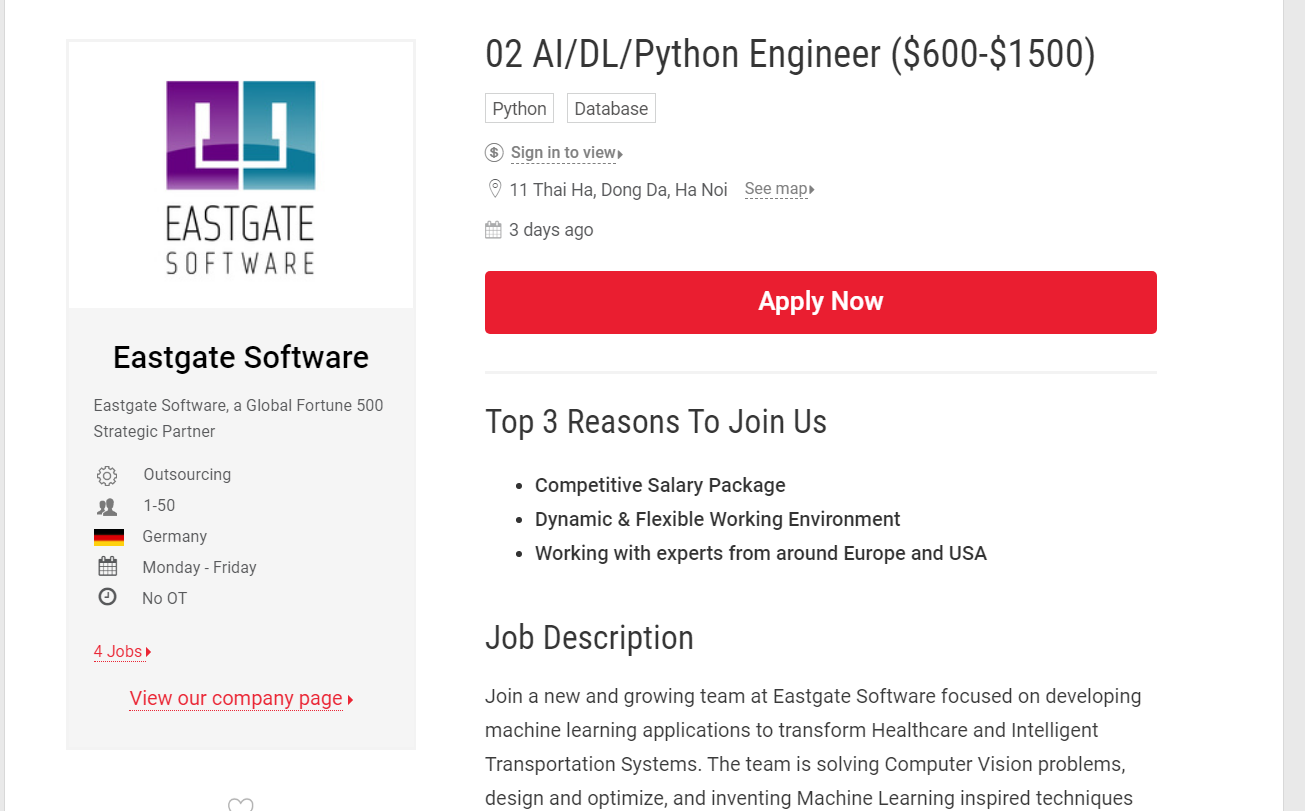 EASTGATE
SOFTWARE
Eastgate Software
Eastgate Software, a Global Fortune 500
Strategic Partner
Outsourcing
1-50
Germany
Monday - Friday
No OT
4 Jobs
View our company page
02 AI/DL/Python Engineer ($600-$1500)
Python Database
$ Sign in to view
11 Thai Ha, Dong Da, Ha Noi See map
3 days ago
Apply Now
Top 3 Reasons To Join Us
• Competitive Salary Package
• Dynamic & Flexible Working Environment
• Working with experts from around Europe and USA
Job Description
Join a new and growing team at Eastgate Software focused on developing
machine learning applications to transform Healthcare and Intelligent
Transportation Systems. The team is solving Computer Vision problems,
design and optimize, and inventing Machine Learning inspired techniques